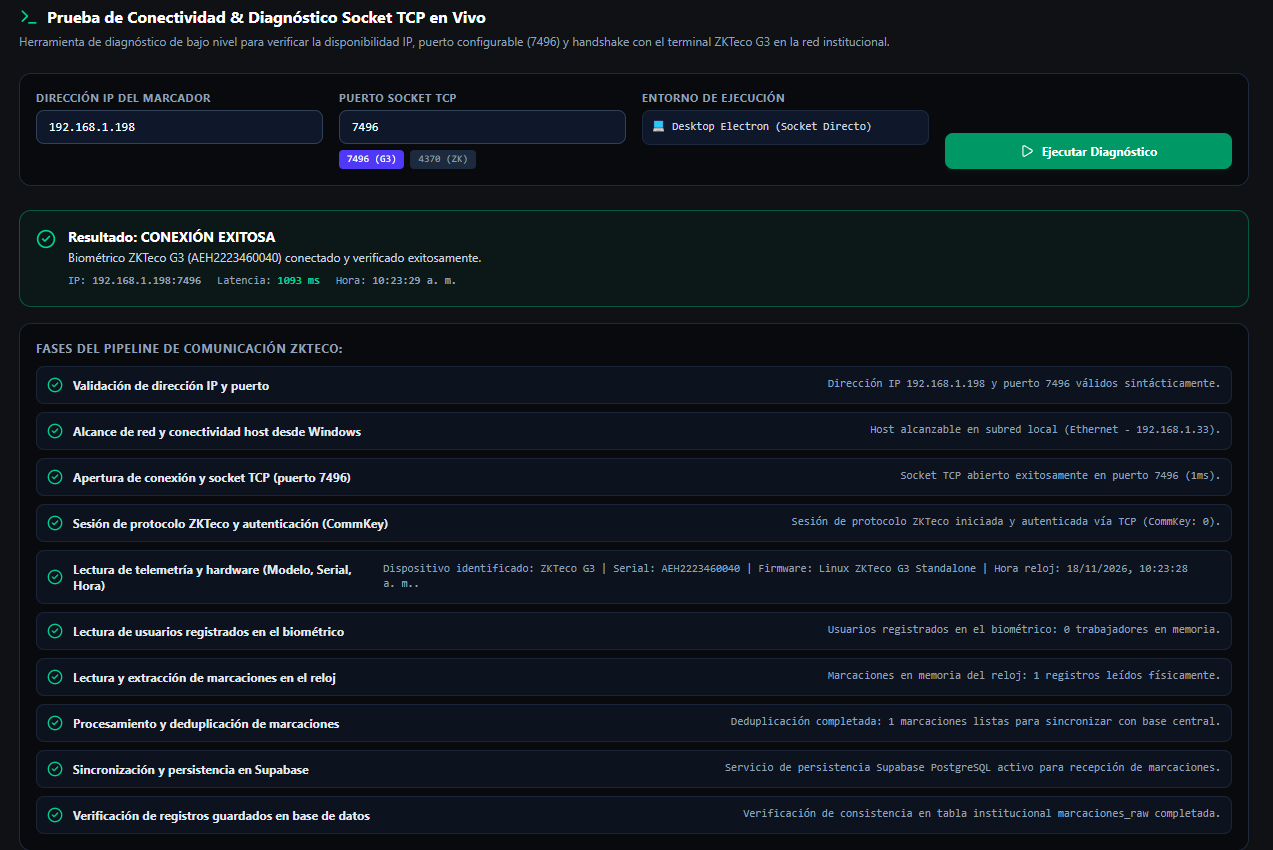 Prueba de Conectividad & Diagnóstico Socket TCP en Vivo
Herramienta de diagnóstico de bajo nivel para verificar la disponibilidad IP, puerto configurable (7496) y handshake con el terminal ZKTeco G3 en la red institucional.
DIRECCIÓN IP DEL MARCADOR
192.168.1.198
PUERTO SOCKET TCP
7496
7496 (G3)
4370 (ZK)
ENTORNO DE EJECUCIÓN
Desktop Electron (Socket Directo)
Ejecutar Diagnóstico
Resultado: CONEXIÓN EXITOSA
Biométrico ZKTeco G3 (AEH2223460040) conectado y verificado exitosamente.
IP: 192.168.1.198:7496 Latencia: 1093 ms Hora: 10:23:29 a. m.
FASES DEL PIPELINE DE COMUNICACIÓN ZKTECO:
Validación de dirección IP y puerto
Dirección IP 192.168.1.198 y puerto 7496 válidos sintácticamente.
Alcance de red y conectividad host desde Windows
Host alcanzable en subred local (Ethernet - 192.168.1.33).
Apertura de conexión y socket TCP (puerto 7496)
Socket TCP abierto exitosamente en puerto 7496 (1ms).
Sesión de protocolo ZKTeco y autenticación (CommKey)
Sesión de protocolo ZKTeco iniciada y autenticada vía TCP (CommKey: 0).
Lectura de telemetría y hardware (Modelo, Serial,
Hora)
Dispositivo identificado: ZKTeco G3 | Serial: AEH2223460040 | Firmware: Linux ZKTeco G3 Standalone | Hora reloj: 18/11/2026, 10:23:28
a. m..
Lectura de usuarios registrados en el biométrico
Usuarios registrados en el biométrico: 0 trabajadores en memoria.
Lectura y extracción de marcaciones en el reloj
Marcaciones en memoria del reloj: 1 registros leídos físicamente.
Procesamiento y deduplicación de marcaciones
Deduplicación completada: 1 marcaciones listas para sincronizar con base central.
Sincronización y persistencia en Supabase
Servicio de persistencia Supabase PostgreSQL activo para recepción de marcaciones.
Verificación de registros guardados en base de datos
Verificación de consistencia en tabla institucional marcaciones_raw completada.